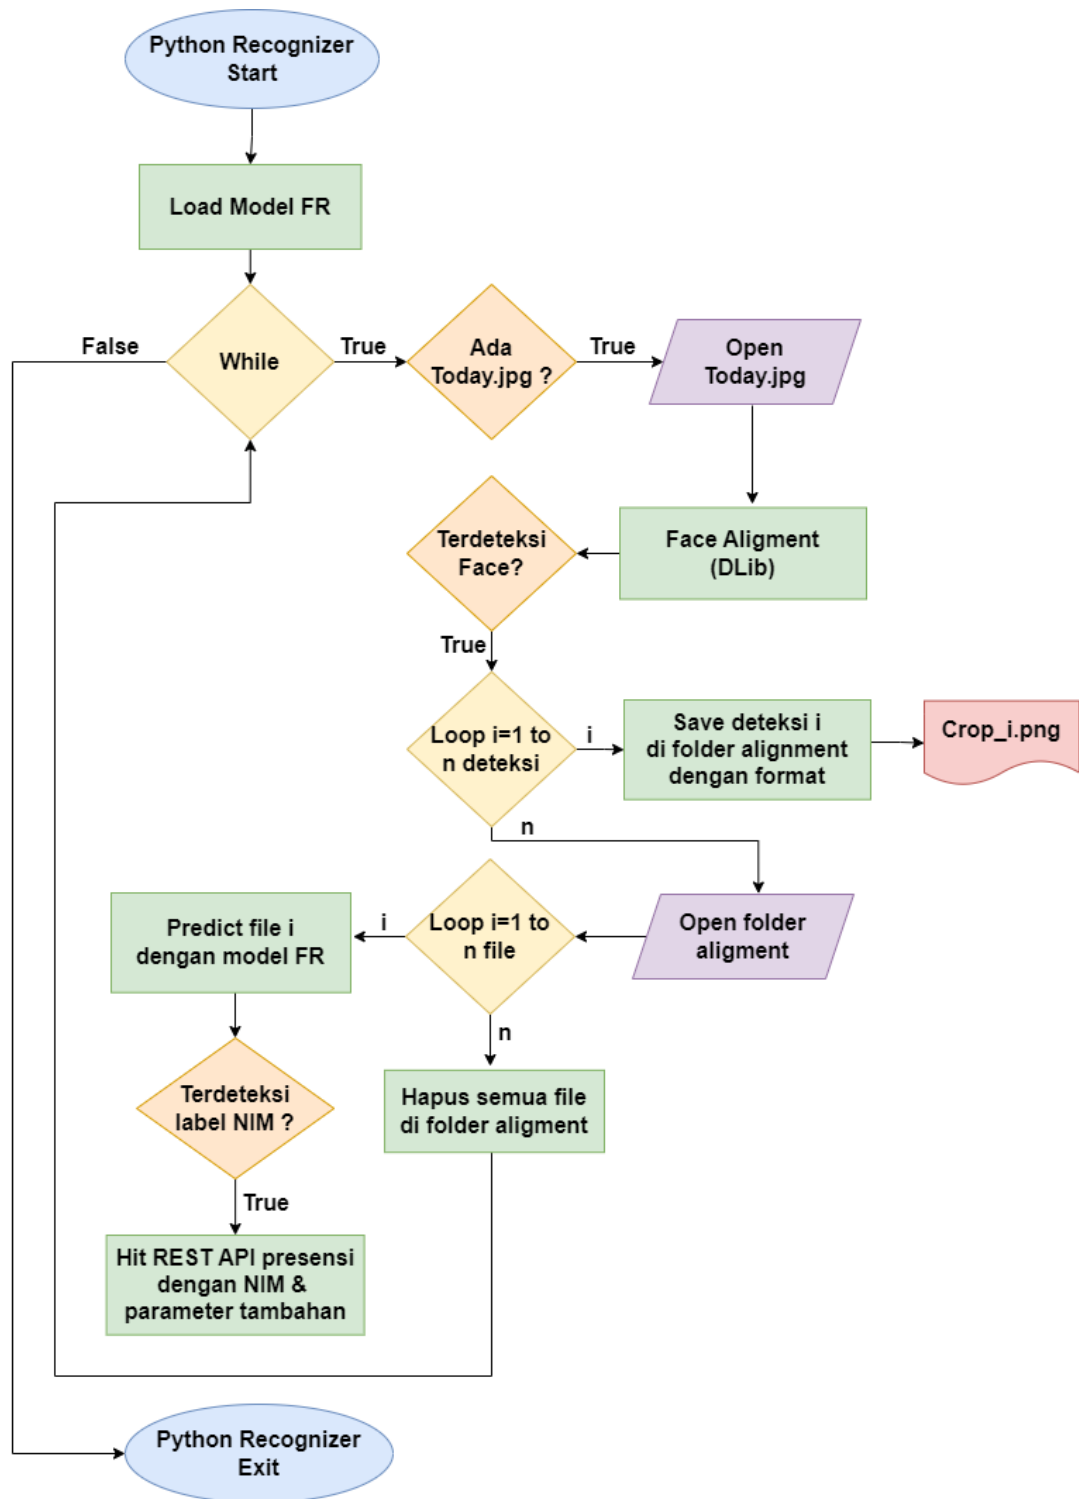 Python Recognizer
Start
Load Model FR
False
While
True
Ada
Today.jpg ?
True
Open
Today.jpg
Terdeteksi
Face?
Face Aligment
(DLib)
True
Loop i=1 to
n deteksi
i
Save deteksi i
di folder alignment
dengan format
Crop_i.png
n
Predict file i
dengan model FR
i
Loop i=1 to
n file
Open folder
aligment
n
Terdeteksi
label NIM ?
Hapus semua file
di folder aligment
True
Hit REST API presensi
dengan NIM &
parameter tambahan
Python Recognizer
Exit